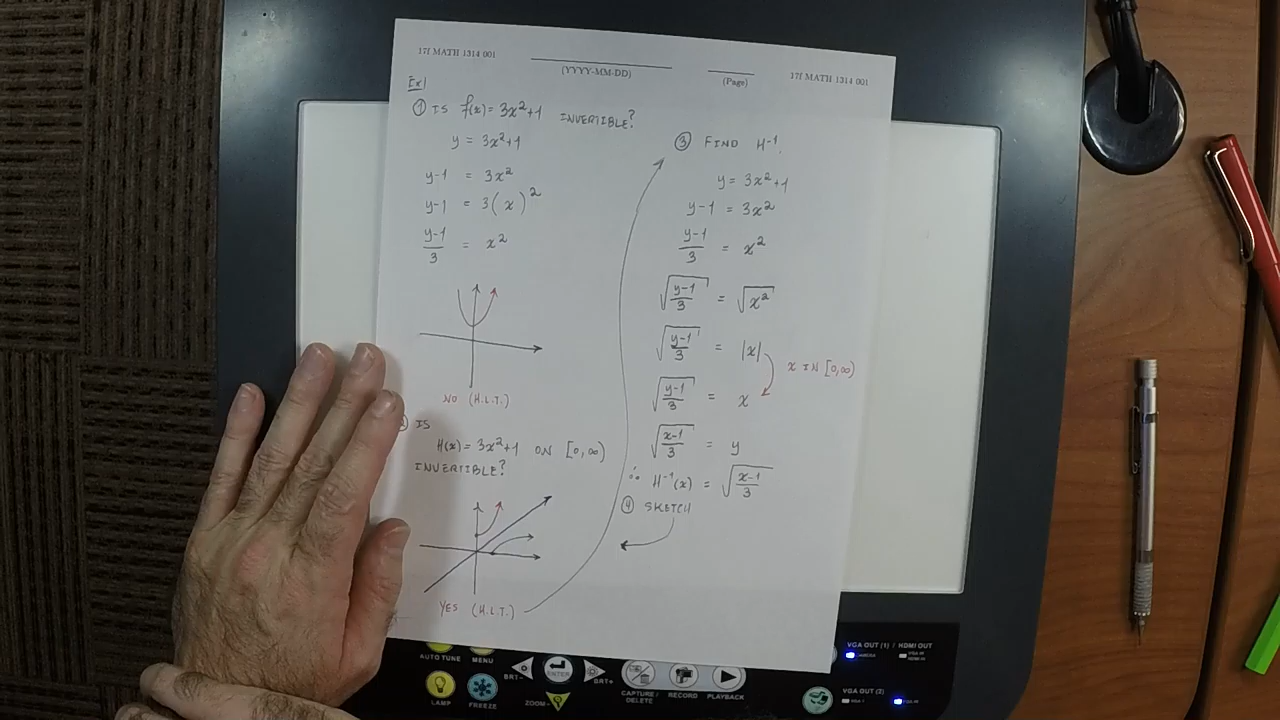 17f MATH 1314 001
(YYYY-MM-DD)
(Page)
17f MATH 1314 001
Ex1
① IS f(x) = 3x²+1 INVERTIBLE?
y = 3x²+1
y-1 = 3x²
y-1 = 3(x)²
y-1/3 = x²
NO (H.L.T.)
IS
H(x) = 3x²+1 ON [0,∞)
INVERTIBLE?
YES (H.L.T.)
③ FIND H⁻¹.
y = 3x²+1
y-1 = 3x²
y-1/3 = x²
√(y-1/3) = √x²
√(y-1/3) = |x|
x IN [0,∞)
√(y-1/3) = x
√(x-1/3) = y
∴ H⁻¹(x) = √(x-1/3)
④ SKETCH
AUTO TUNE
MENU
LAMP
FREEZE
BRT-
ENTER
BRT+
ZOOM-
CAPTURE / DELETE
RECORD
PLAYBACK
VGA OUT (1) / HDMI OUT
VGA OUT (2)